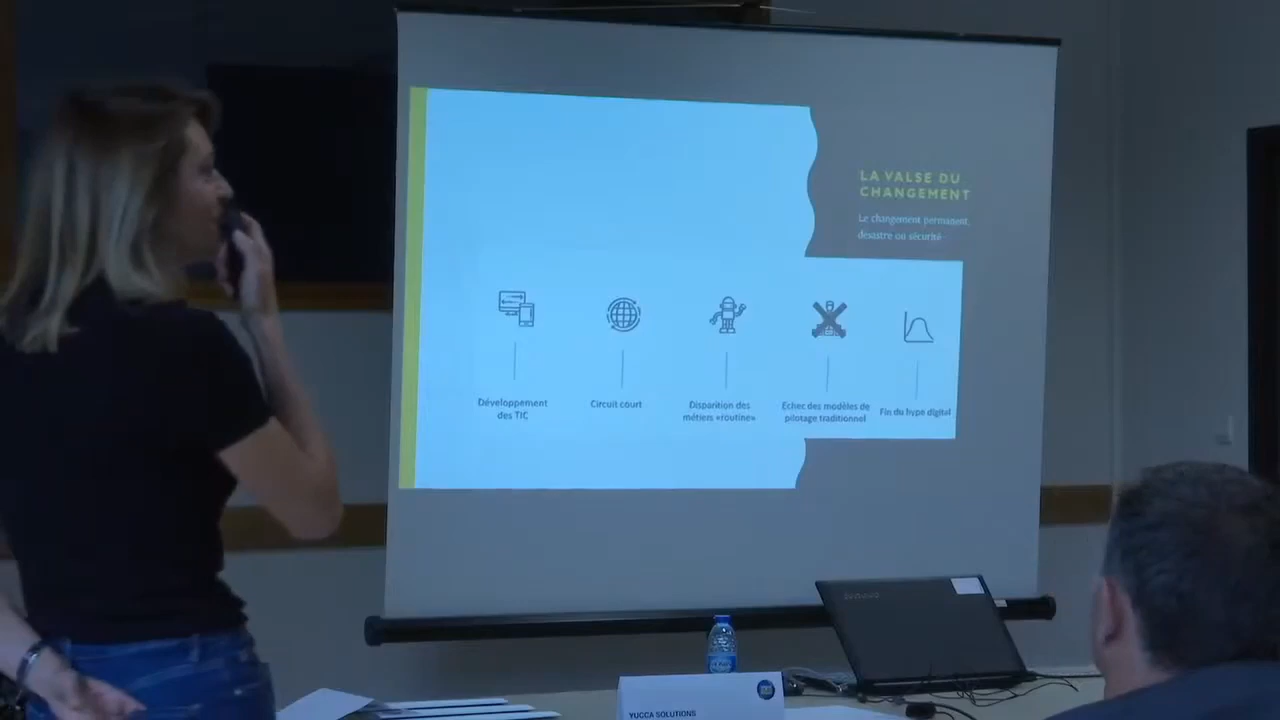 LA VALSE DU
CHANGEMENT
Le changement permanent,
desastre ou sécurité
Développement
des TIC
Circuit court
Disparition des
métiers «routine»
Echec des modèles de
pilotage traditionnel
Fin du hype digital
YUCCA SOLUTIONS